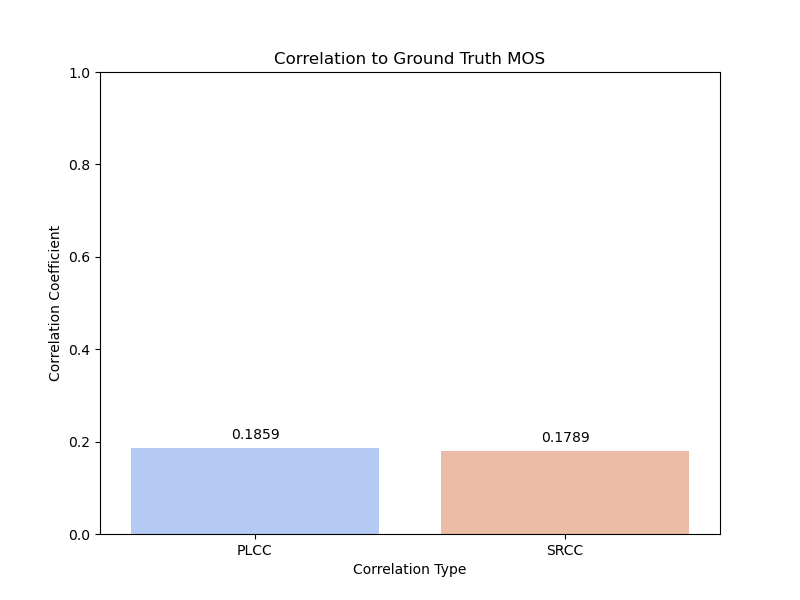 Correlation to Ground Truth MOS
1.0
0.8
0.6
0.4
0.2
0.0
Correlation Coefficient
0.1859
0.1789
PLCC
SRCC
Correlation Type